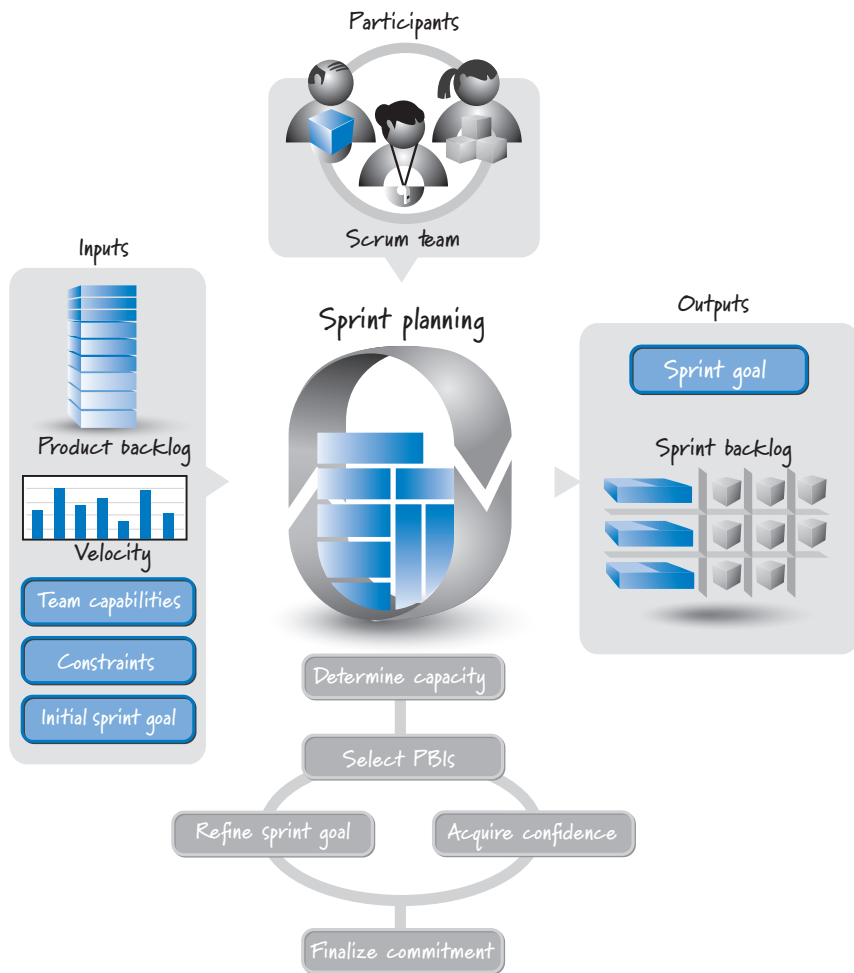 Participants
Scrum team
Inputs
Product backlog
Velocity
Team capabilities
Constraints
Initial sprint goal
Sprint planning
Outputs
Sprint goal
Sprint backlog
Determine capacity
Select PBIs
Refine sprint goal
Acquire confidence
Finalize commitment